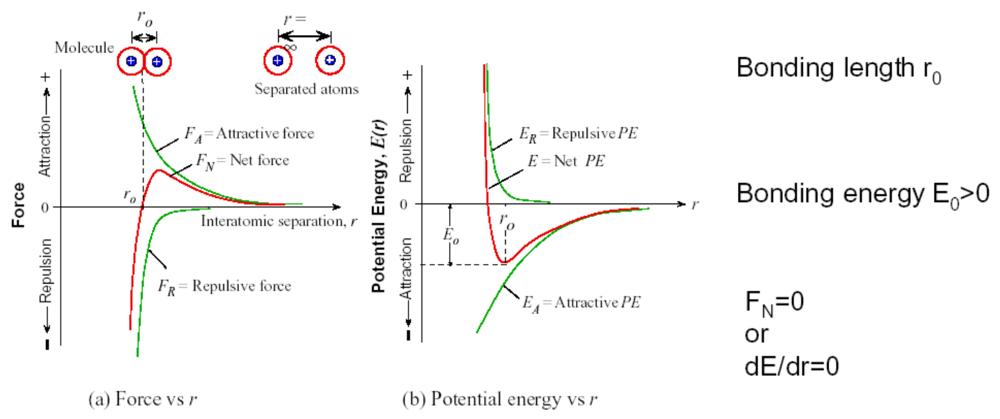 r_o
r =
∞
Molecule
Separated atoms
+
Attraction
F_A = Attractive force
F_N = Net force
r_o
0
Interatomic separation, r
Force
Repulsion
F_R = Repulsive force
−
(a) Force vs r
+
Repulsion
Potential Energy, E(r)
E_R = Repulsive PE
E = Net PE
0
r
r_o
E_o
Attraction
E_A = Attractive PE
−
(b) Potential energy vs r
Bonding length r_0
Bonding energy E_0>0
F_N=0
or
dE/dr=0